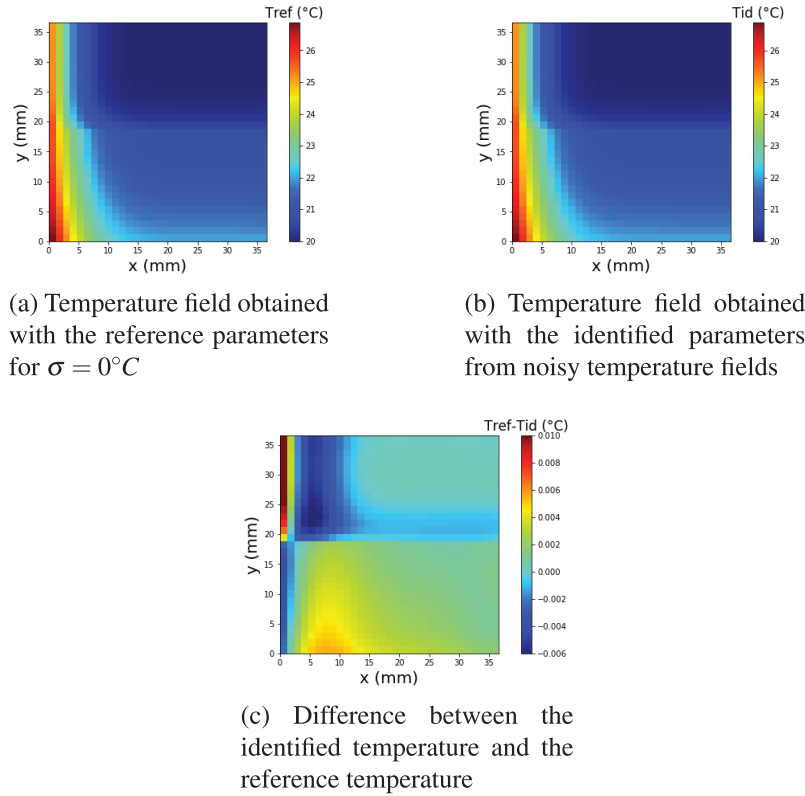 Tref (°C)
Tid (°C)
35
30
25
20
15
10
5
0
y (mm)
0 5 10 15 20 25 30 35
x (mm)
26
25
24
23
22
21
20
35
30
25
20
15
10
5
0
y (mm)
0 5 10 15 20 25 30 35
x (mm)
26
25
24
23
22
21
20
(a) Temperature field obtained
with the reference parameters
for σ = 0°C
(b) Temperature field obtained
with the identified parameters
from noisy temperature fields
Tref-Tid (°C)
35
30
25
20
15
10
5
0
y (mm)
0 5 10 15 20 25 30 35
x (mm)
0.010
0.008
0.006
0.004
0.002
0.000
−0.002
−0.004
−0.006
(c) Difference between the
identified temperature and the
reference temperature